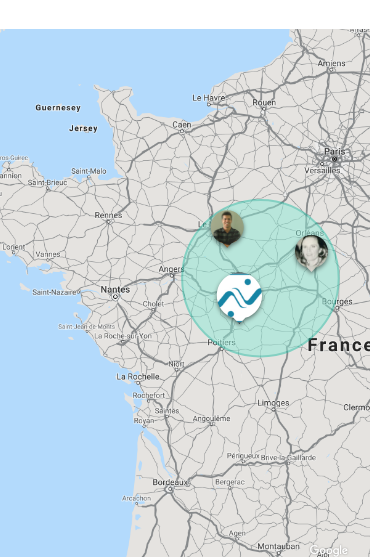 Amiens
Le Havre
Rouen
Guernesey
Caen
Jersey
Paris
Versailles
Saint-Malo
Saint-Brieuc
Rennes
Le
Orléans
Lorient
Vannes
Angers
Saint-Nazaire
Nantes
Cholet
Bourges
Saint-Jean-de-Monts
La Roche-sur-Yon
Poitiers
France
Niort
La Rochelle
Rochefort
Limoges
Clermo
Saintes
Royan
Angoulême
Périgueux
Brive-la-Gaillarde
Bordeaux
Bergerac
Arcachon
Agen
Montauban
Google